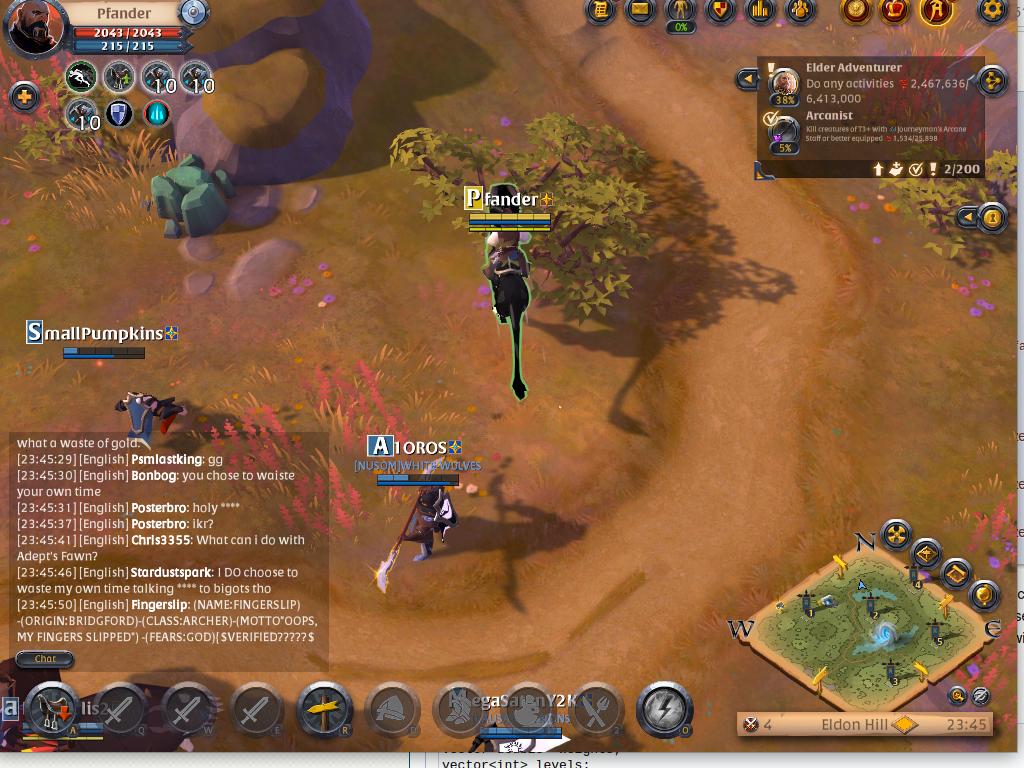 Pfander
2043 / 2043
215 / 215
10
10
10
0%
Elder Adventurer
Do any activities 2,467,636/
6,413,000
38%
Arcanist
Kill creatures of T3+ with Journeyman's Arcane
Staff or better equipped 1,534/25,898
5%
2/200
Pfander
SmallPumpkins
A1OROS
[NUSOM]WHITE WOLVES
what a waste of gold.
[23:45:29] [English] Psmlastking: gg
[23:45:30] [English] Bonbog: you chose to waiste
your own time
[23:45:31] [English] Posterbro: holy ****
[23:45:37] [English] Posterbro: ikr?
[23:45:41] [English] Chris3355: What can i do with
Adept's Fawn?
[23:45:46] [English] Stardustspark: I DO choose to
waste my own time talking **** to bigots tho
[23:45:50] [English] Fingerslip: (NAME:FINGERSLIP)
-(ORIGIN:BRIDGFORD)-(CLASS:ARCHER)-(MOTTO"OOPS,
MY FINGERS SLIPPED") -(FEARS:GOD)[$VERIFIED?????$
Chat
N
W
E
1
2
3
4
5
A
Q
W
E
R
D
2
O
4
Eldon Hill
23:45
vector<int> levels;